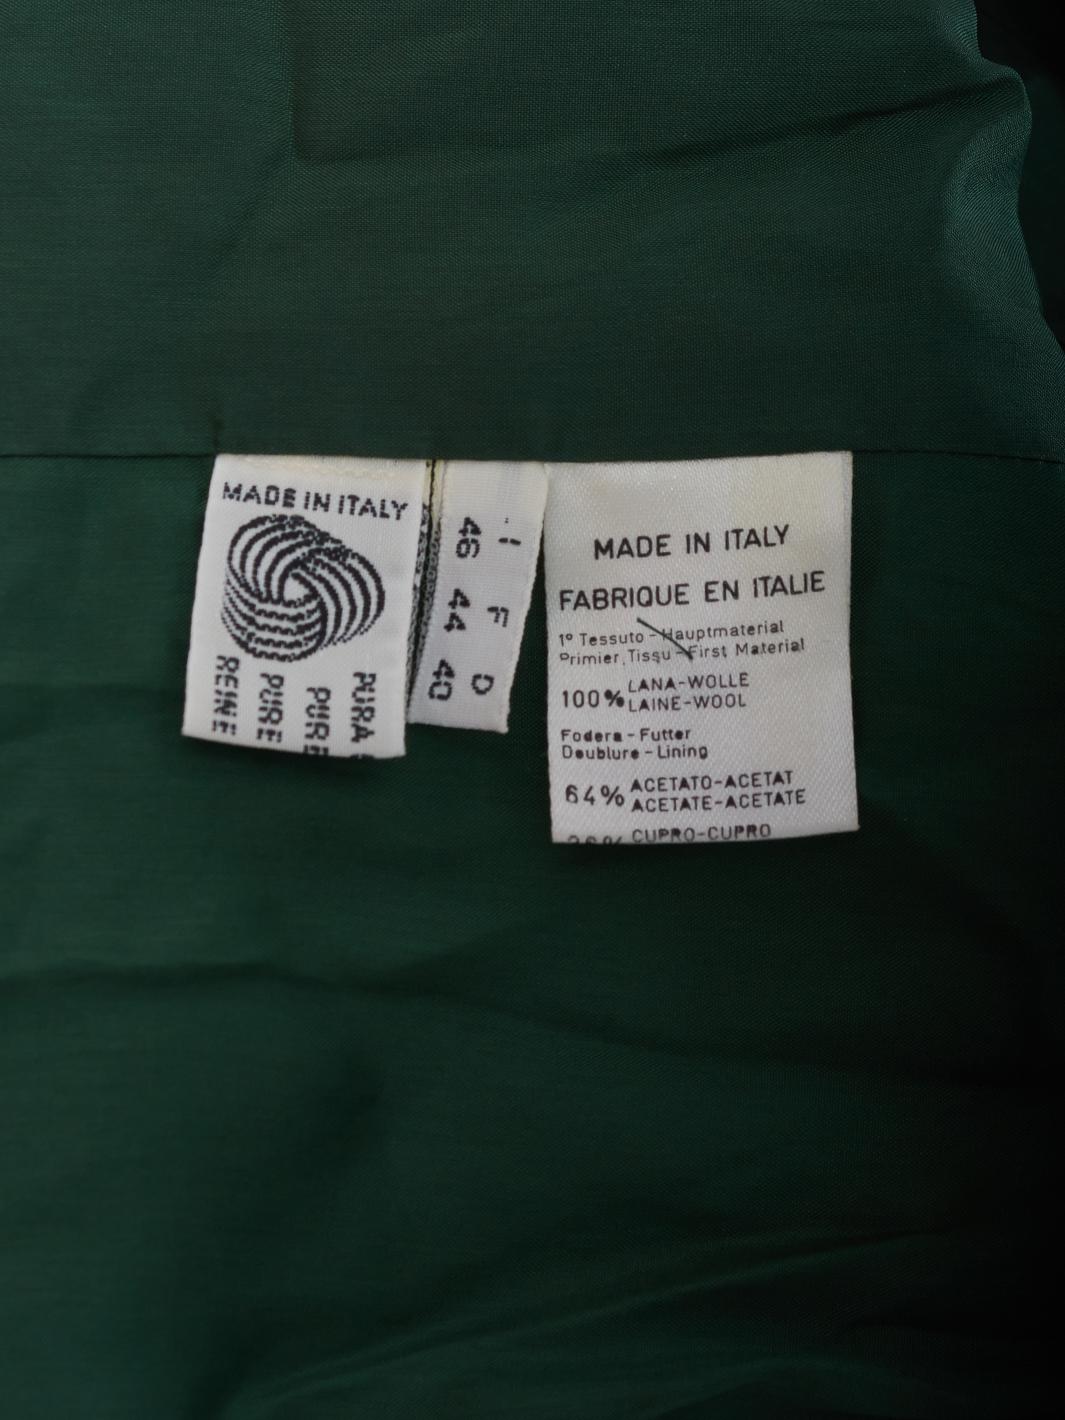 MADE IN ITALY
PURA
PURE
PURE
REINE
I F D
46 44 40
MADE IN ITALY
FABRIQUE EN ITALIE
1º Tessuto - Hauptmaterial
Primier Tissu - First Material
100% LANA-WOLLE
LAINE-WOOL
Fodera - Futter
Doublure - Lining
64% ACETATO-ACETAT
ACETATE-ACETATE
CUPRO-CUPRO